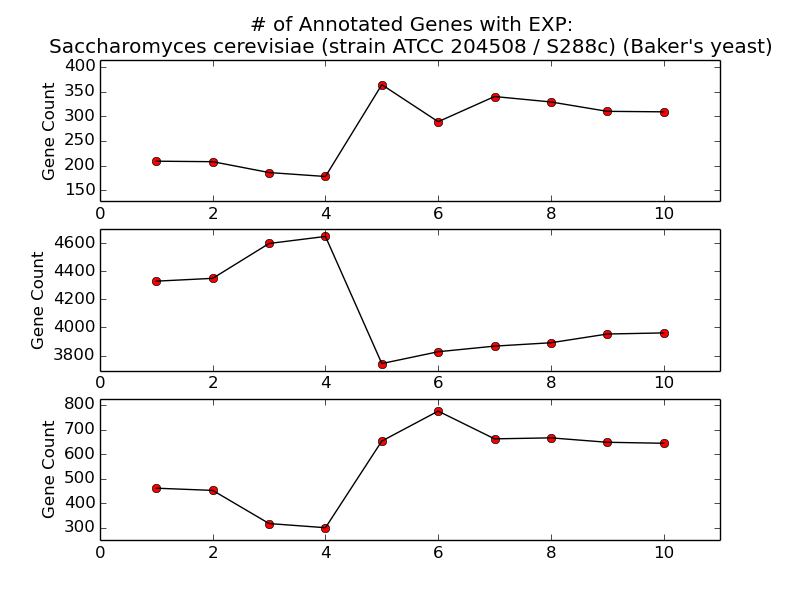 # of Annotated Genes with EXP:
Saccharomyces cerevisiae (strain ATCC 204508 / S288c) (Baker's yeast)
400
350
300
250
200
150
Gene Count
0 2 4 6 8 10
4600
4400
4200
4000
3800
Gene Count
0 2 4 6 8 10
800
700
600
500
400
300
Gene Count
0 2 4 6 8 10